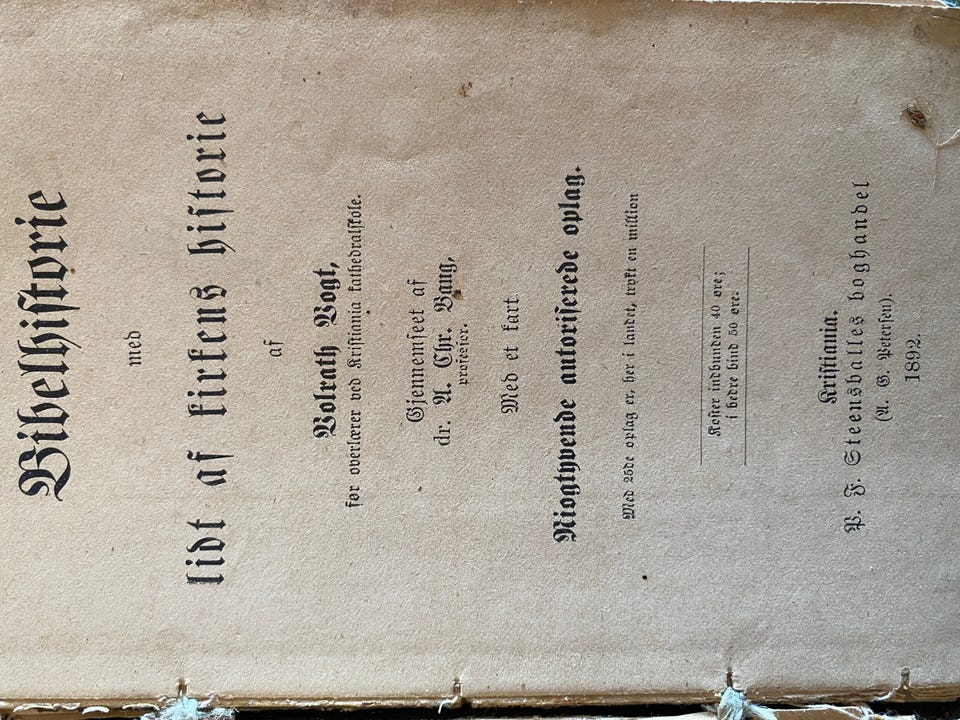 Bibelhistorie
med
lidt af kirkens historie
af
Volrath Vogt,
før overlærer ved Kristiania kathedralskole.
Gjennemseet af
dr. A. Chr. Bang,
professor.
Med et kart.
Niogtyvende autoriserede oplag.
Med 25de oplag er, her i landet, trykt en million
Koster indbunden 40 øre;
i bedre bind 50 øre.
Kristiania.
P. F. Steensballes boghandel
(A. G. Petersen).
1892.